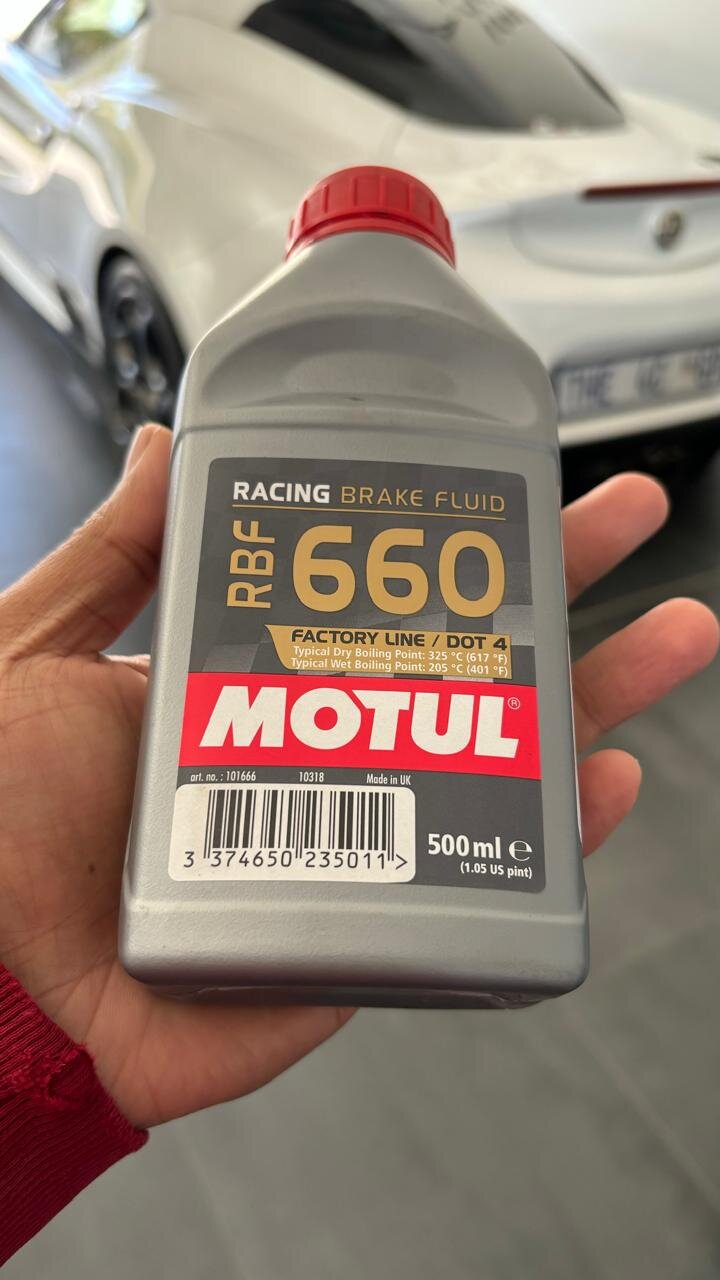 RACING BRAKE FLUID
RBF 660
FACTORY LINE / DOT 4
Typical Dry Boiling Point: 325 °C (617 °F)
Typical Wet Boiling Point: 205 °C (401 °F)
MOTUL®
art. no. : 101666 10318 Made in UK
3 374650 235011 >
500 ml ℮
(1.05 US pint)